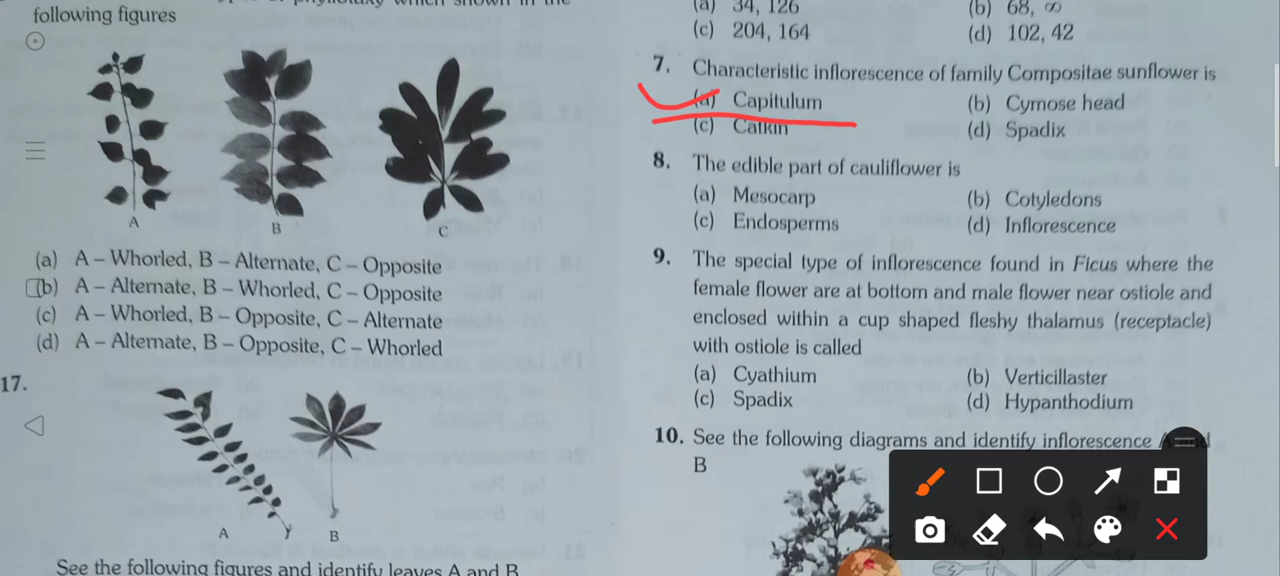 following figures
A
B
C
(a) A – Whorled, B – Alternate, C – Opposite
(b) A – Alternate, B – Whorled, C – Opposite
(c) A – Whorled, B – Opposite, C – Alternate
(d) A – Alternate, B – Opposite, C – Whorled
17.
A
B
See the following figures and identify leaves A and B
(a) 34, 126
(b) 68, ∞
(c) 204, 164
(d) 102, 42
7. Characteristic inflorescence of family Compositae sunflower is
(a) Capitulum
(b) Cymose head
(c) Catkin
(d) Spadix
8. The edible part of cauliflower is
(a) Mesocarp
(b) Cotyledons
(c) Endosperms
(d) Inflorescence
9. The special type of inflorescence found in Ficus where the
female flower are at bottom and male flower near ostiole and
enclosed within a cup shaped fleshy thalamus (receptacle)
with ostiole is called
(a) Cyathium
(b) Verticillaster
(c) Spadix
(d) Hypanthodium
10. See the following diagrams and identify inflorescence
B